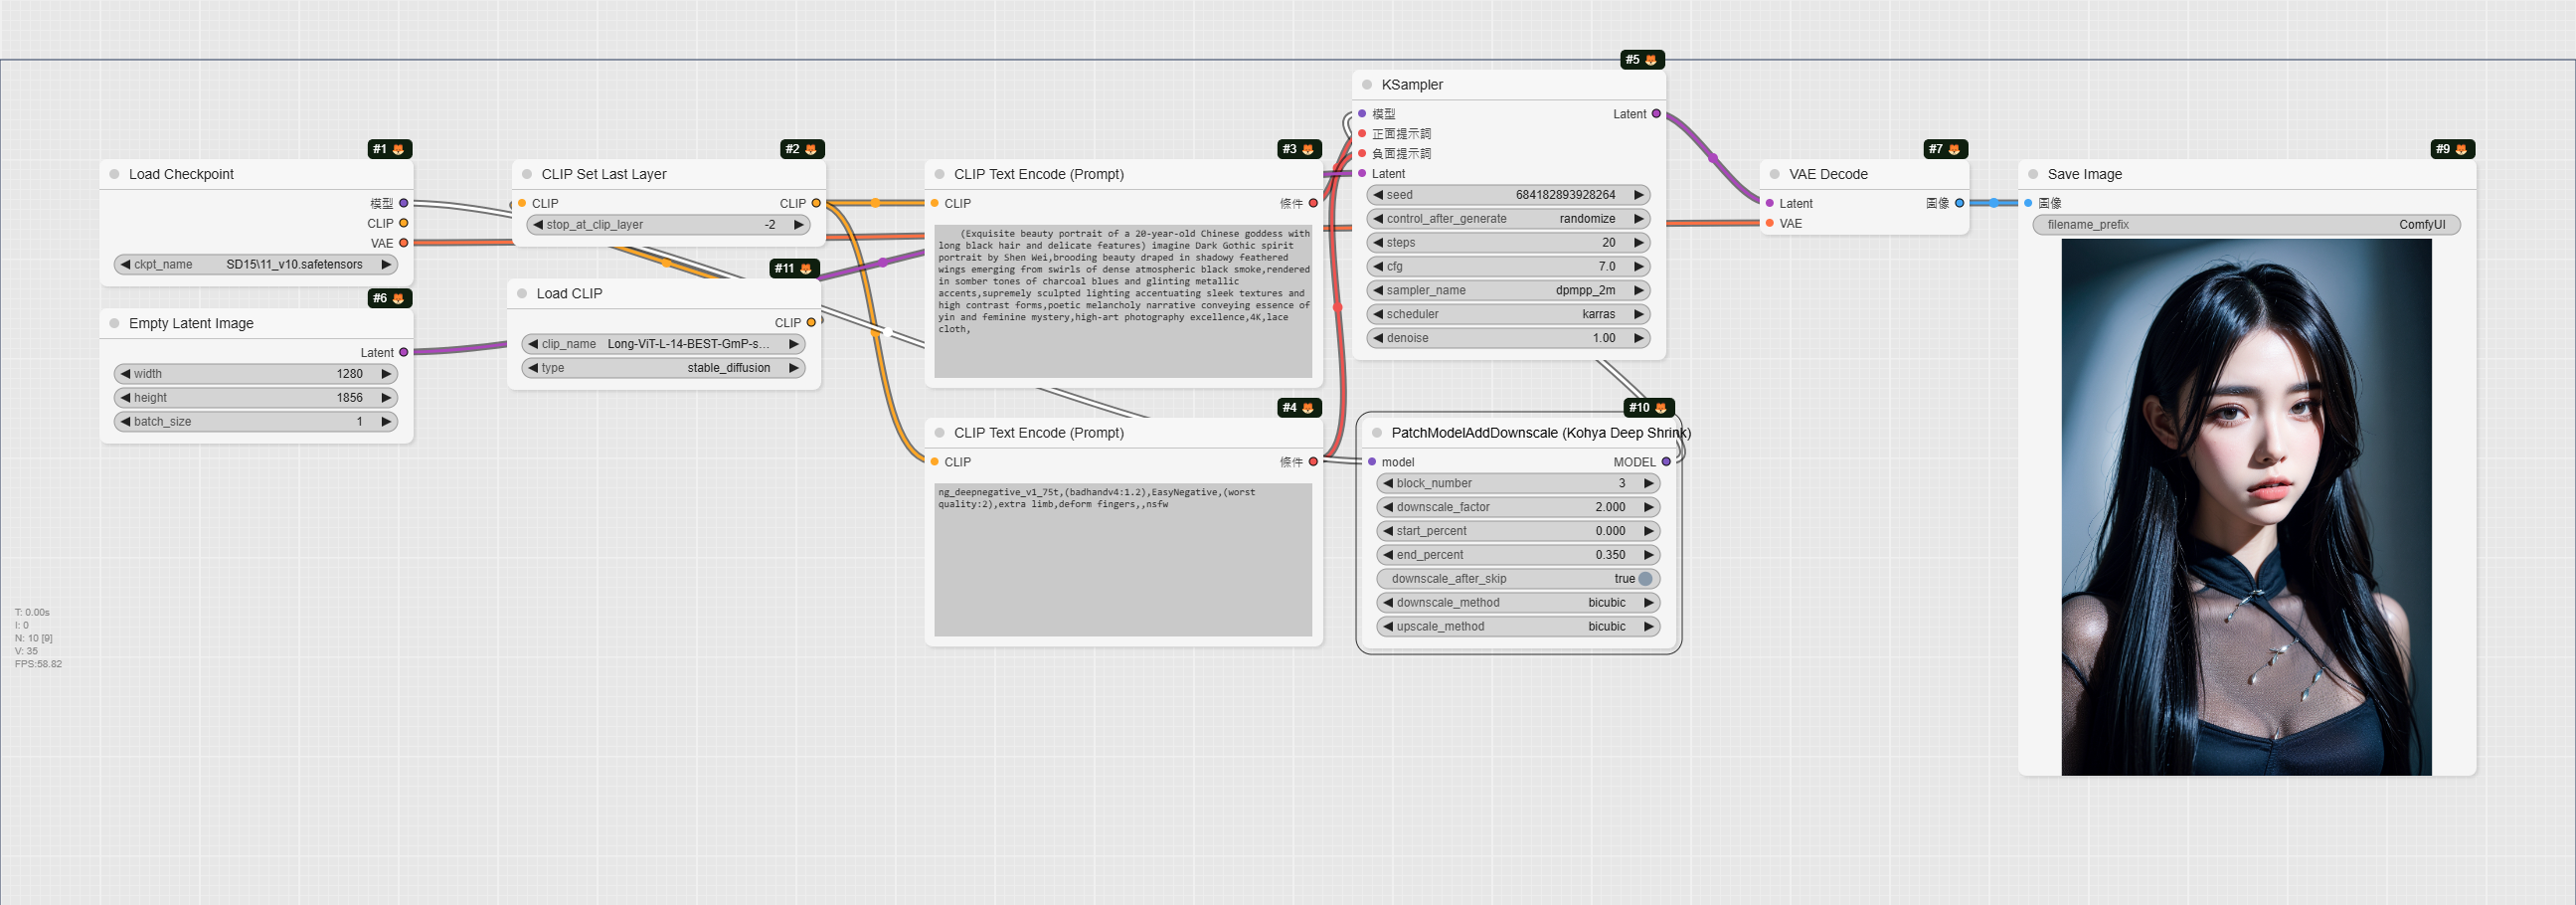 #1
Load Checkpoint
模型
CLIP
VAE
ckpt_name SD15\11_v10.safetensors
#6
Empty Latent Image
Latent
width 1280
height 1856
batch_size 1
#2
CLIP Set Last Layer
CLIP CLIP
stop_at_clip_layer -2
#11
Load CLIP
CLIP
clip_name Long-ViT-L-14-BEST-GmP-s...
type stable_diffusion
#3
CLIP Text Encode (Prompt)
CLIP 條件
(Exquisite beauty portrait of a 20-year-old Chinese goddess with
long black hair and delicate features) imagine Dark Gothic spirit
portrait by Shen Wei,brooding beauty draped in shadowy feathered
wings emerging from swirls of dense atmospheric black smoke,rendered
in somber tones of charcoal blues and glinting metallic
accents,supremely sculpted lighting accentuating sleek textures and
high contrast forms,poetic melancholy narrative conveying essence of
yin and feminine mystery,high-art photography excellence,4K,lace
cloth,
#4
CLIP Text Encode (Prompt)
CLIP 條件
ng_deepnegative_v1_75t,(badhandv4:1.2),EasyNegative,(worst
quality:2),extra limb,deform fingers,,nsfw
#5
KSampler
模型 Latent
正面提示詞
負面提示詞
Latent
seed 684182893928264
control_after_generate randomize
steps 20
cfg 7.0
sampler_name dpmpp_2m
scheduler karras
denoise 1.00
#10
PatchModelAddDownscale (Kohya Deep Shrink)
model MODEL
block_number 3
downscale_factor 2.000
start_percent 0.000
end_percent 0.350
downscale_after_skip true
downscale_method bicubic
upscale_method bicubic
#7
VAE Decode
Latent 圖像
VAE
#9
Save Image
圖像
filename_prefix ComfyUI
T: 0.00s
I: 0
N: 10 [9]
V: 35
FPS:58.82